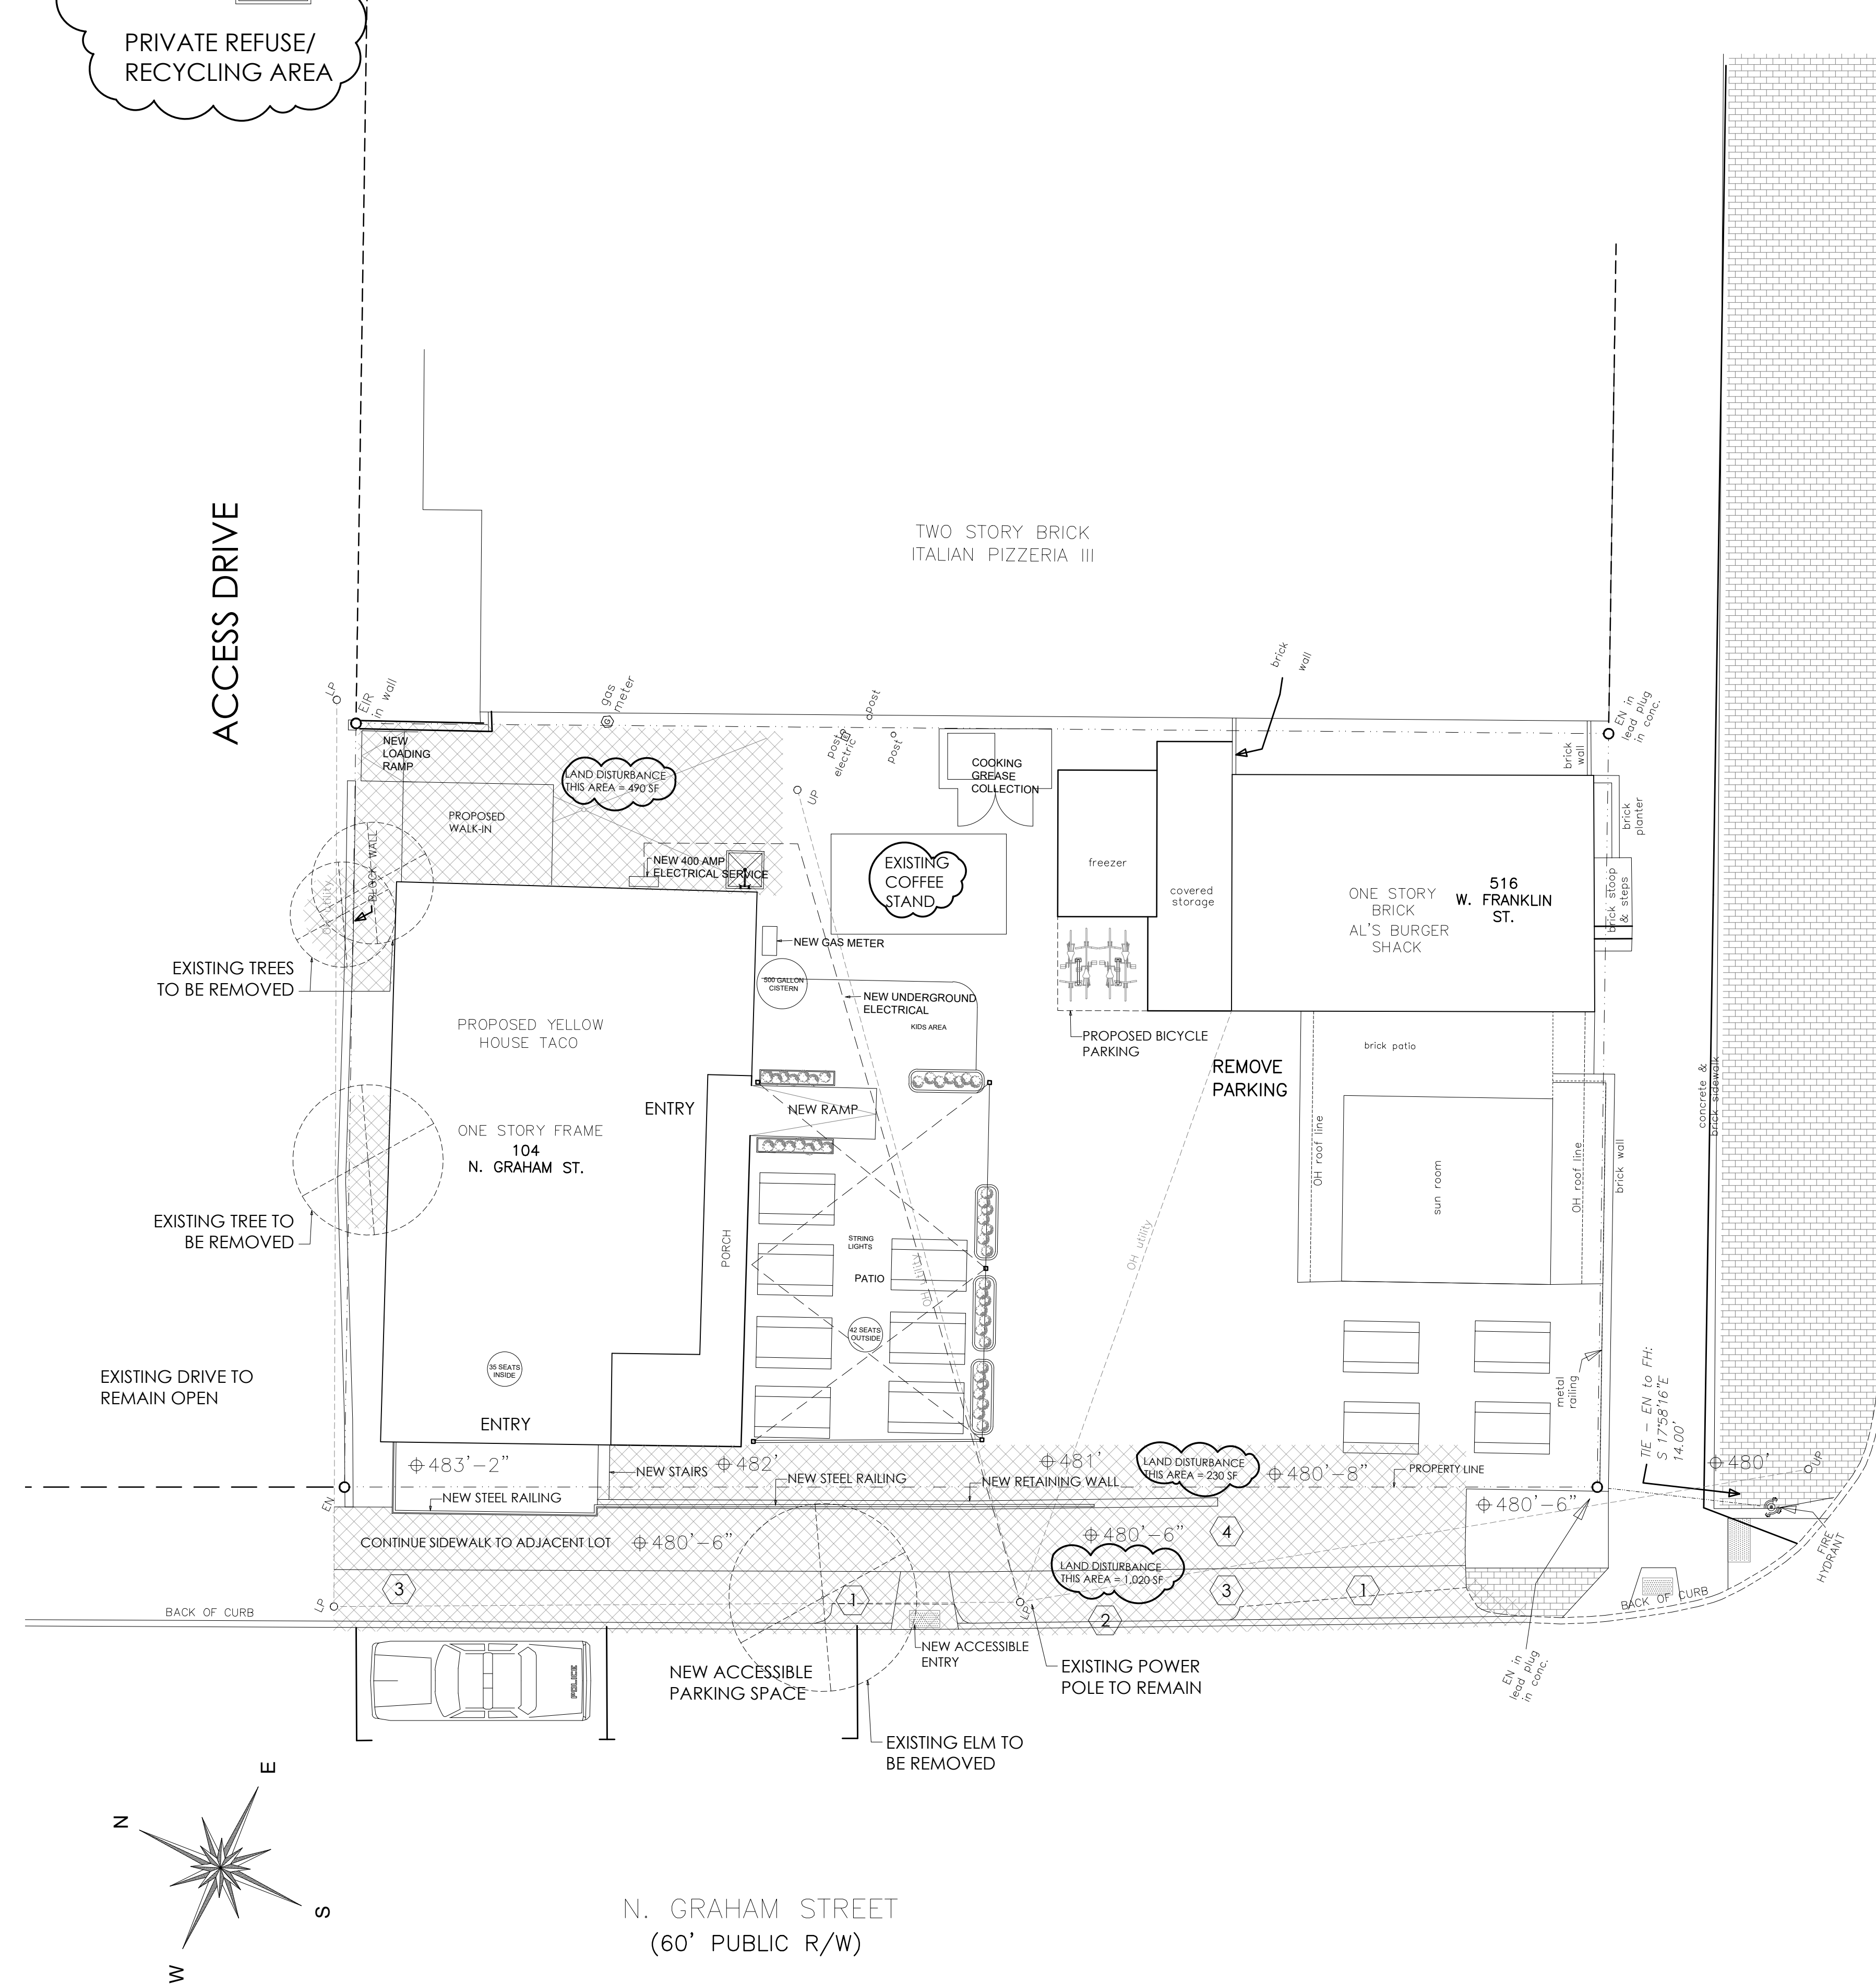 PRIVATE REFUSE/
RECYCLING AREA
ACCESS DRIVE
TWO STORY BRICK
ITALIAN PIZZERIA III
brick
wall
LP
EIR
in wall
gas
meter
G
post
post
electric
post
UP
EN in
lead plug
in conc.
NEW
LOADING
RAMP
LAND DISTURBANCE
THIS AREA = 490 SF
COOKING
GREASE
COLLECTION
brick
wall
brick
planter
PROPOSED
WALK-IN
BLOCK WALL
NEW 400 AMP
ELECTRICAL SERVICE
EXISTING
COFFEE
STAND
freezer
covered
storage
ONE STORY
BRICK
AL'S BURGER
SHACK
516
W. FRANKLIN
ST.
brick stoop
& steps
OH utility
EXISTING TREES
TO BE REMOVED
NEW GAS METER
500 GALLON
CISTERN
NEW UNDERGROUND
ELECTRICAL
KIDS AREA
PROPOSED YELLOW
HOUSE TACO
PROPOSED BICYCLE
PARKING
REMOVE
PARKING
brick patio
concrete &
brick sidewalk
ENTRY
NEW RAMP
ONE STORY FRAME
104
N. GRAHAM ST.
OH roof line
sun room
OH roof line
brick wall
EXISTING TREE TO
BE REMOVED
PORCH
STRING
LIGHTS
PATIO
OH utility
OH utility
42 SEATS
OUTSIDE
35 SEATS
INSIDE
EXISTING DRIVE TO
REMAIN OPEN
ENTRY
metal
railing
TIE - EN to FH:
S 17°58'16"E
14.00'
483'-2"
NEW STAIRS
482'
481'
LAND DISTURBANCE
THIS AREA = 230 SF
480'-8"
PROPERTY LINE
480'
UP
NEW STEEL RAILING
NEW RETAINING WALL
EN
NEW STEEL RAILING
480'-6"
CONTINUE SIDEWALK TO ADJACENT LOT
480'-6"
480'-6"
4
FIRE
HYDRANT
LAND DISTURBANCE
THIS AREA = 1,020 SF
3
1
3
1
LP
LP
2
BACK OF CURB
BACK OF CURB
POLICE
NEW ACCESSIBLE
PARKING SPACE
NEW ACCESSIBLE
ENTRY
EXISTING POWER
POLE TO REMAIN
EN in
lead plug
in conc.
EXISTING ELM TO
BE REMOVED
E
N
S
W
N. GRAHAM STREET
(60' PUBLIC R/W)